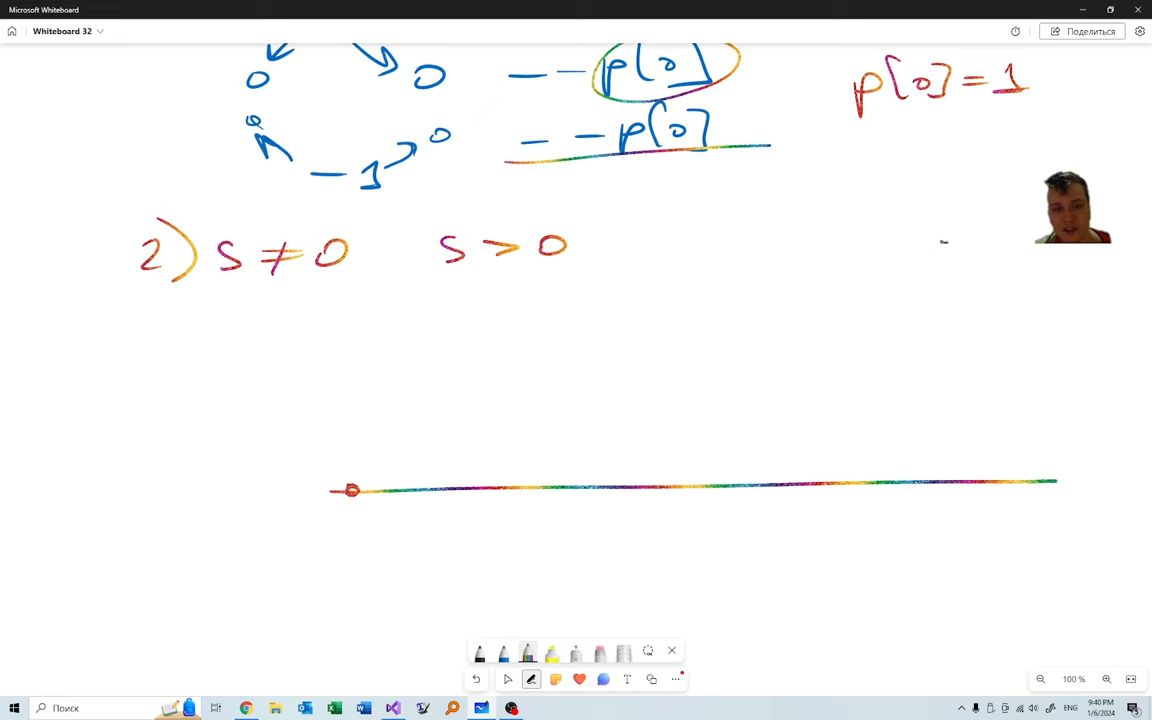 Microsoft Whiteboard
Whiteboard 32
Поделиться
0 0 - - p[0]
p[0] = 1
0 - 1 0 - - p[0]
2) s ≠ 0 s > 0
100 %
Поиск
ENG
9:40 PM
1/6/2024
5